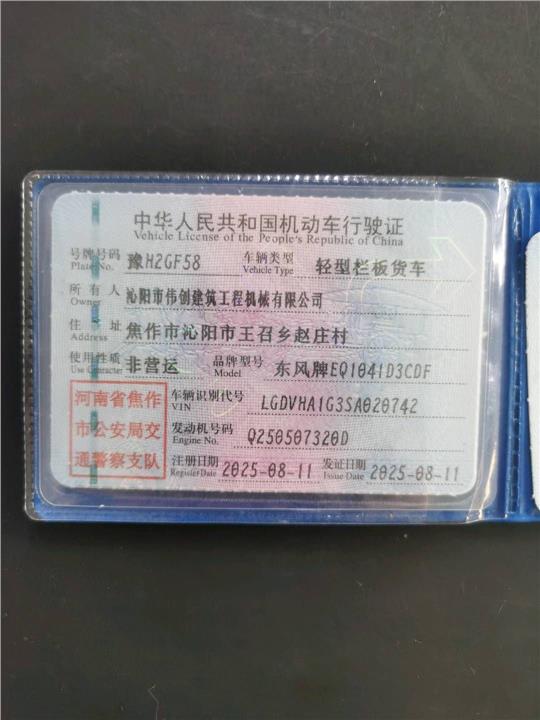 中华人民共和国机动车行驶证
Vehicle License of the People's Republic of China
号牌号码 豫H2GF58 车辆类型 轻型栏板货车
Plate No. Vehicle Type
所有人 沁阳市伟创建筑工程机械有限公司
Owner
住址 焦作市沁阳市王召乡赵庄村
Address
使用性质 非营运 品牌型号 东风牌EQ1041D3CDF
Use Character Model
河南省焦作
市公安局交
通警察支队
车辆识别代号 LGDVHA1G3SA020742
VIN
发动机号码 Q250507320D
Engine No.
注册日期 2025-08-11 发证日期 2025-08-11
Register Date Issue Date